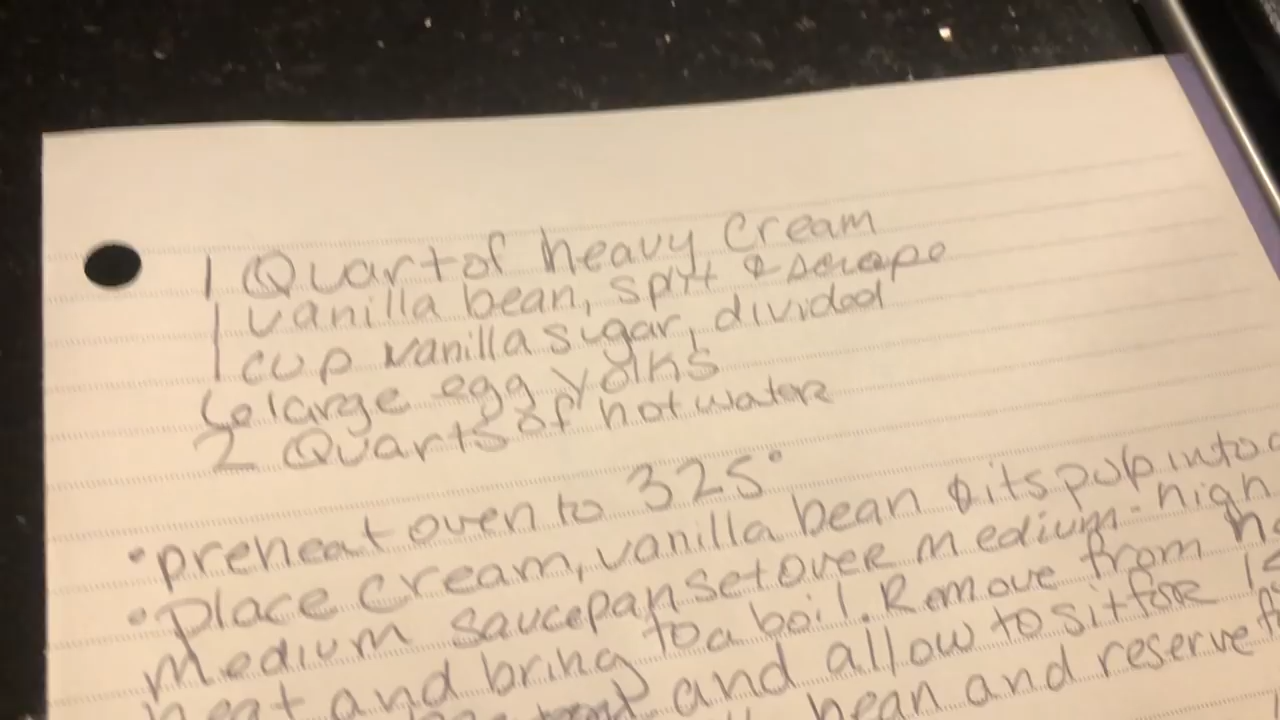 1 Quart of heavy cream
1 vanilla bean, split & scrape
1 cup vanilla sugar, divided
6 large egg yolks
2 Quarts of hot water
• preheat oven to 325°
• Place cream, vanilla bean & its pulp into a
medium saucepan set over medium-high
heat and bring to a boil. Remove from
and allow to sit for 15
bean and reserve